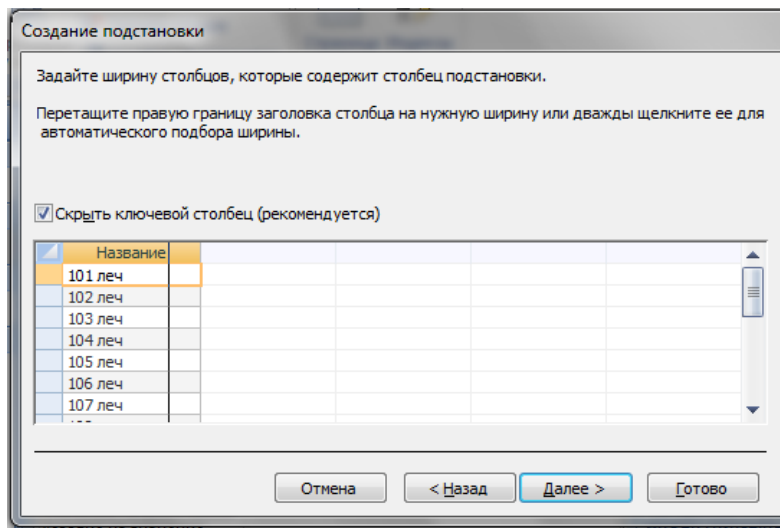 Создание подстановки
Задайте ширину столбцов, которые содержит столбец подстановки.
Перетащите правую границу заголовка столбца на нужную ширину или дважды щелкните ее для
автоматического подбора ширины.
Скрыть ключевой столбец (рекомендуется)
Название
101 леч
102 леч
103 леч
104 леч
105 леч
106 леч
107 леч
Отмена
< Назад
Далее >
Готово